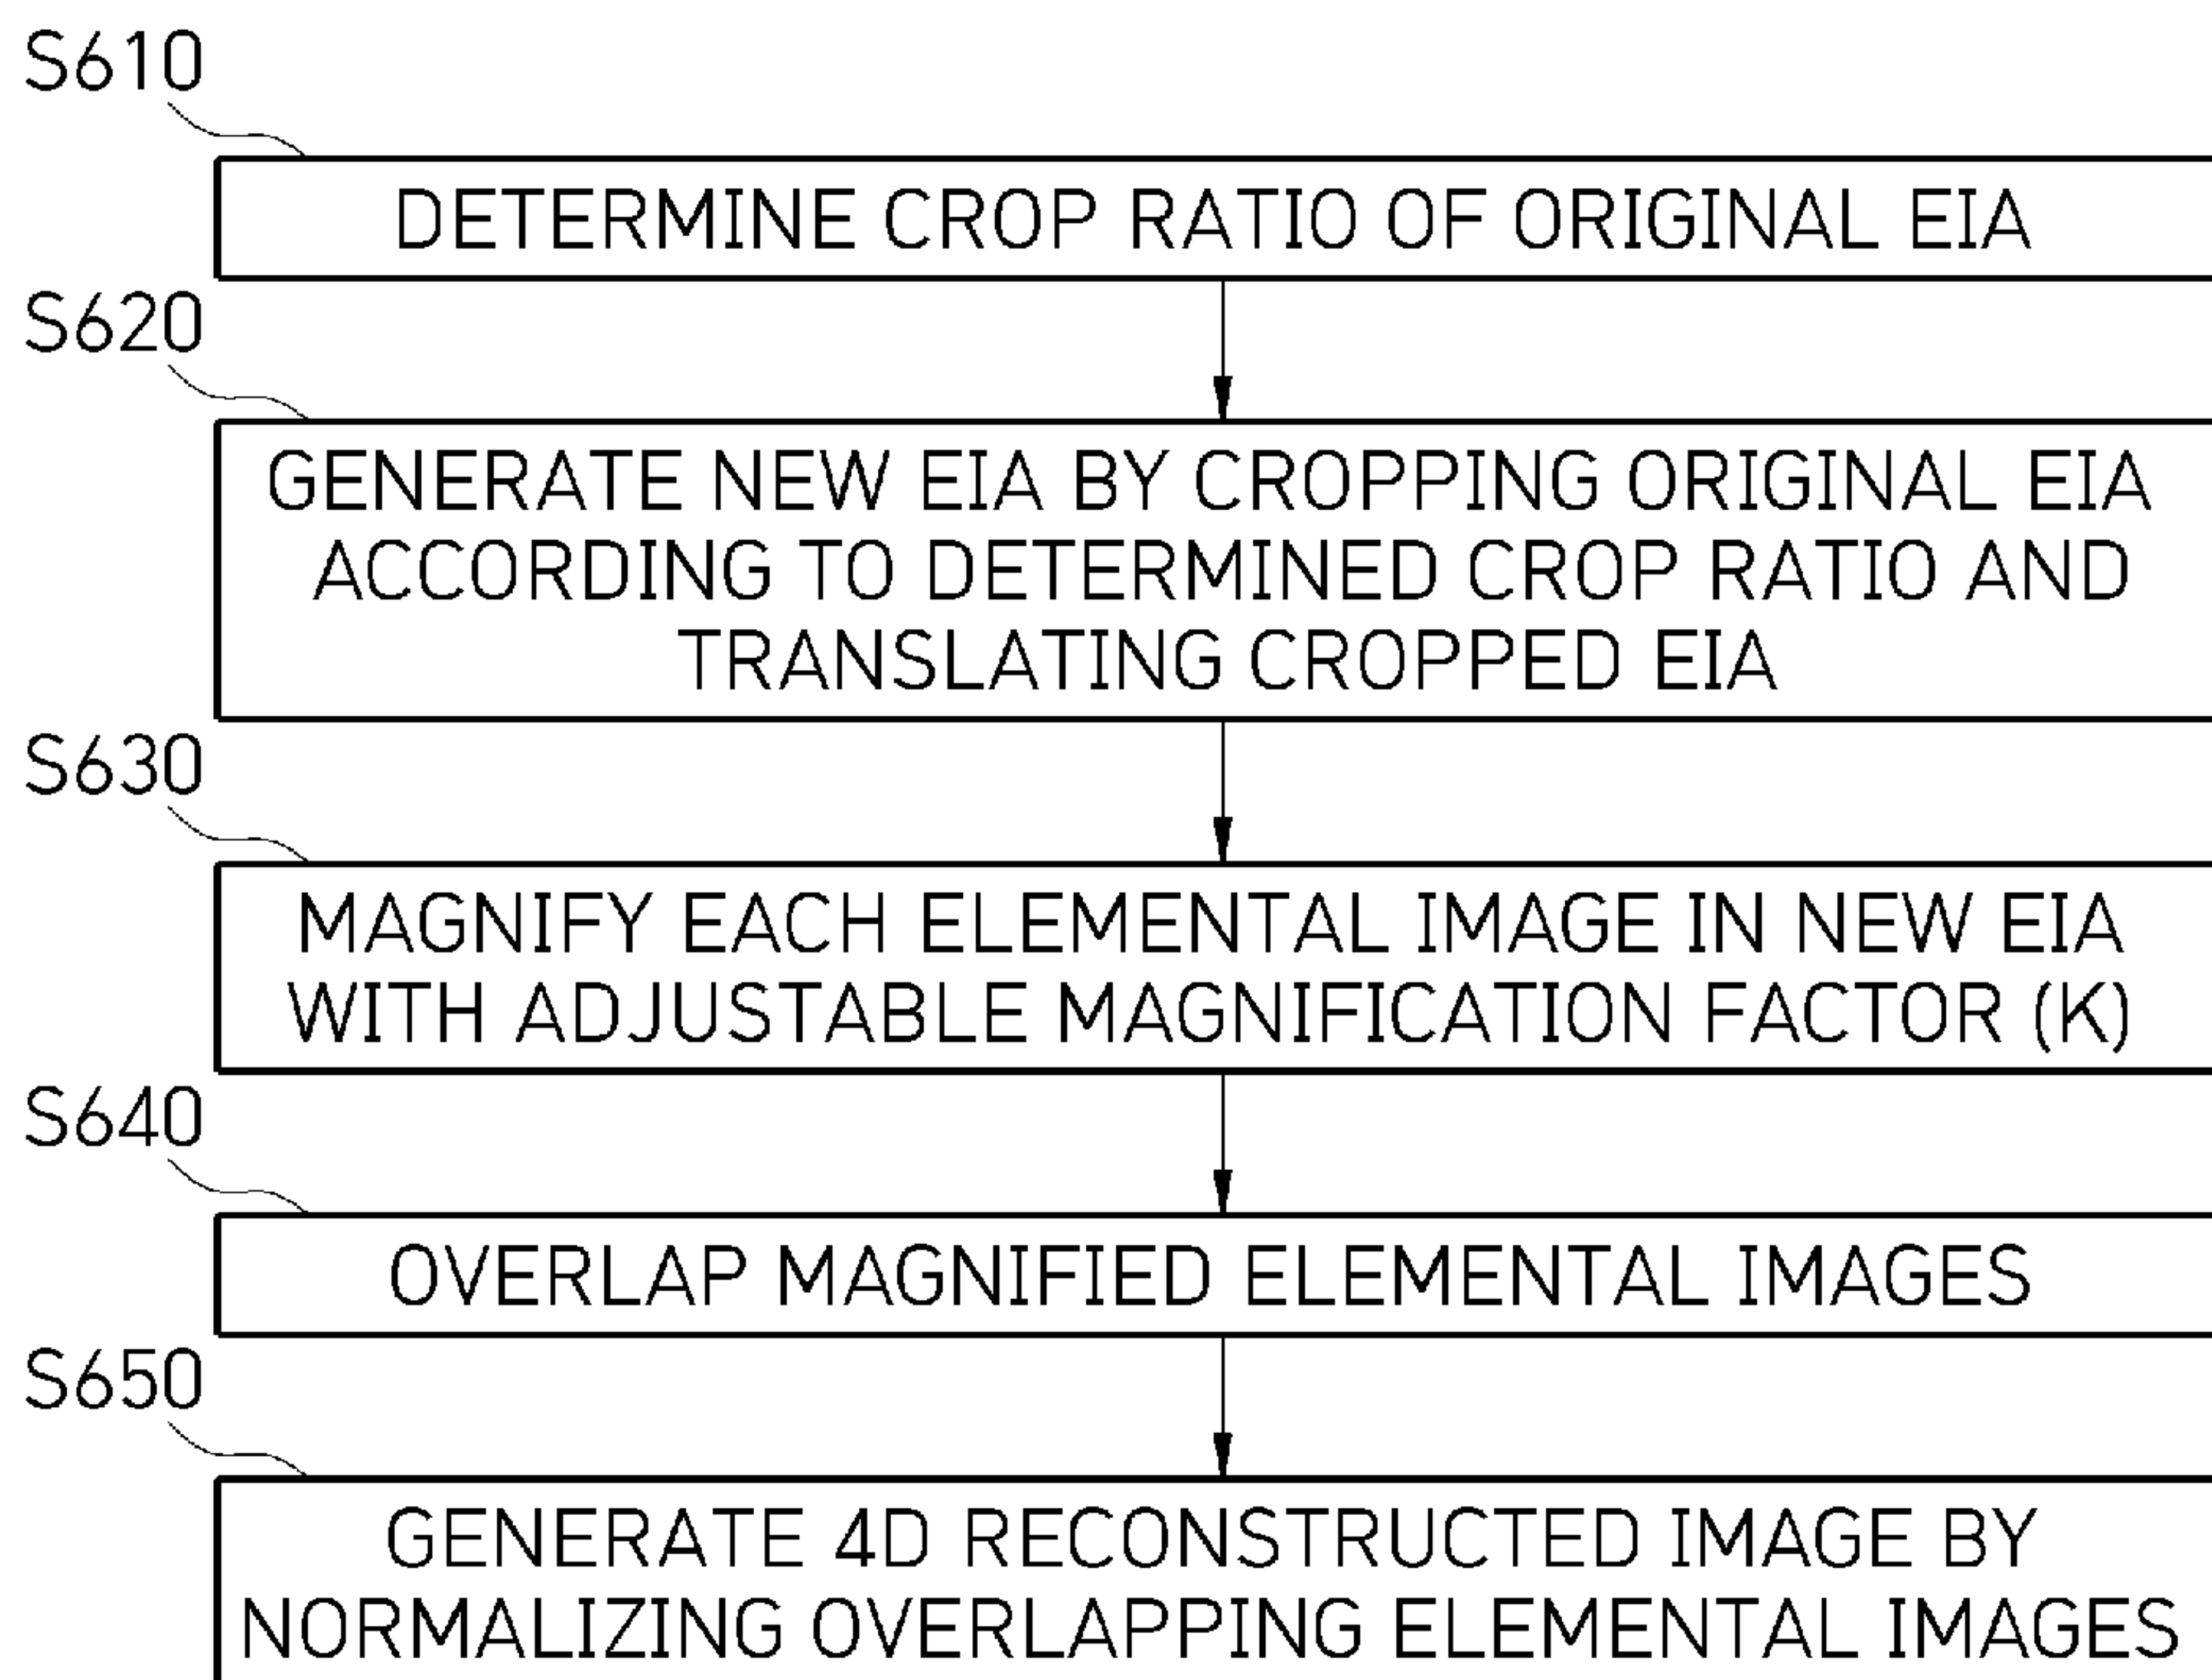 S610
DETERMINE CROP RATIO OF ORIGINAL EIA
S620
GENERATE NEW EIA BY CROPPING ORIGINAL EIA
ACCORDING TO DETERMINED CROP RATIO AND
TRANSLATING CROPPED EIA
S630
MAGNIFY EACH ELEMENTAL IMAGE IN NEW EIA
WITH ADJUSTABLE MAGNIFICATION FACTOR (K)
S640
OVERLAP MAGNIFIED ELEMENTAL IMAGES
S650
GENERATE 4D RECONSTRUCTED IMAGE BY
NORMALIZING OVERLAPPING ELEMENTAL IMAGES